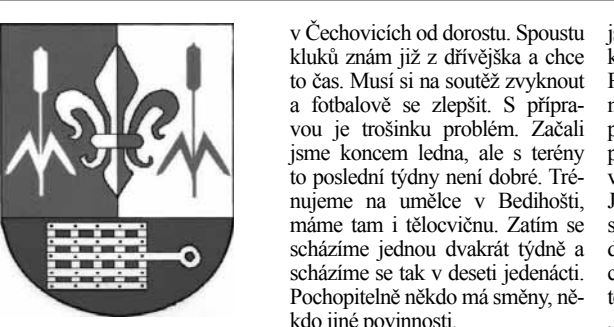 v Čechovicích od dorostu. Spoustu
kluků znám již z dřívějška a chce
to čas. Musí si na soutěž zvyknout
a fotbalově se zlepšit. S přípra-
vou je trošinku problém. Začali
jsme koncem ledna, ale s terény
to poslední týdny není dobré. Tré-
nujeme na umělce v Bedihošti,
máme tam i tělocvičnu. Zatím se
scházíme jednou dvakrát týdně a
scházíme se tak v deseti jedenácti.
Pochopitelně někdo má směny, ně-
kdo jiné povinnosti.